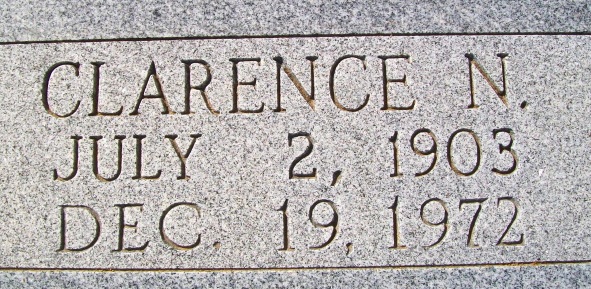 CLARENCE N.
JULY 2, 1903
DEC. 19, 1972